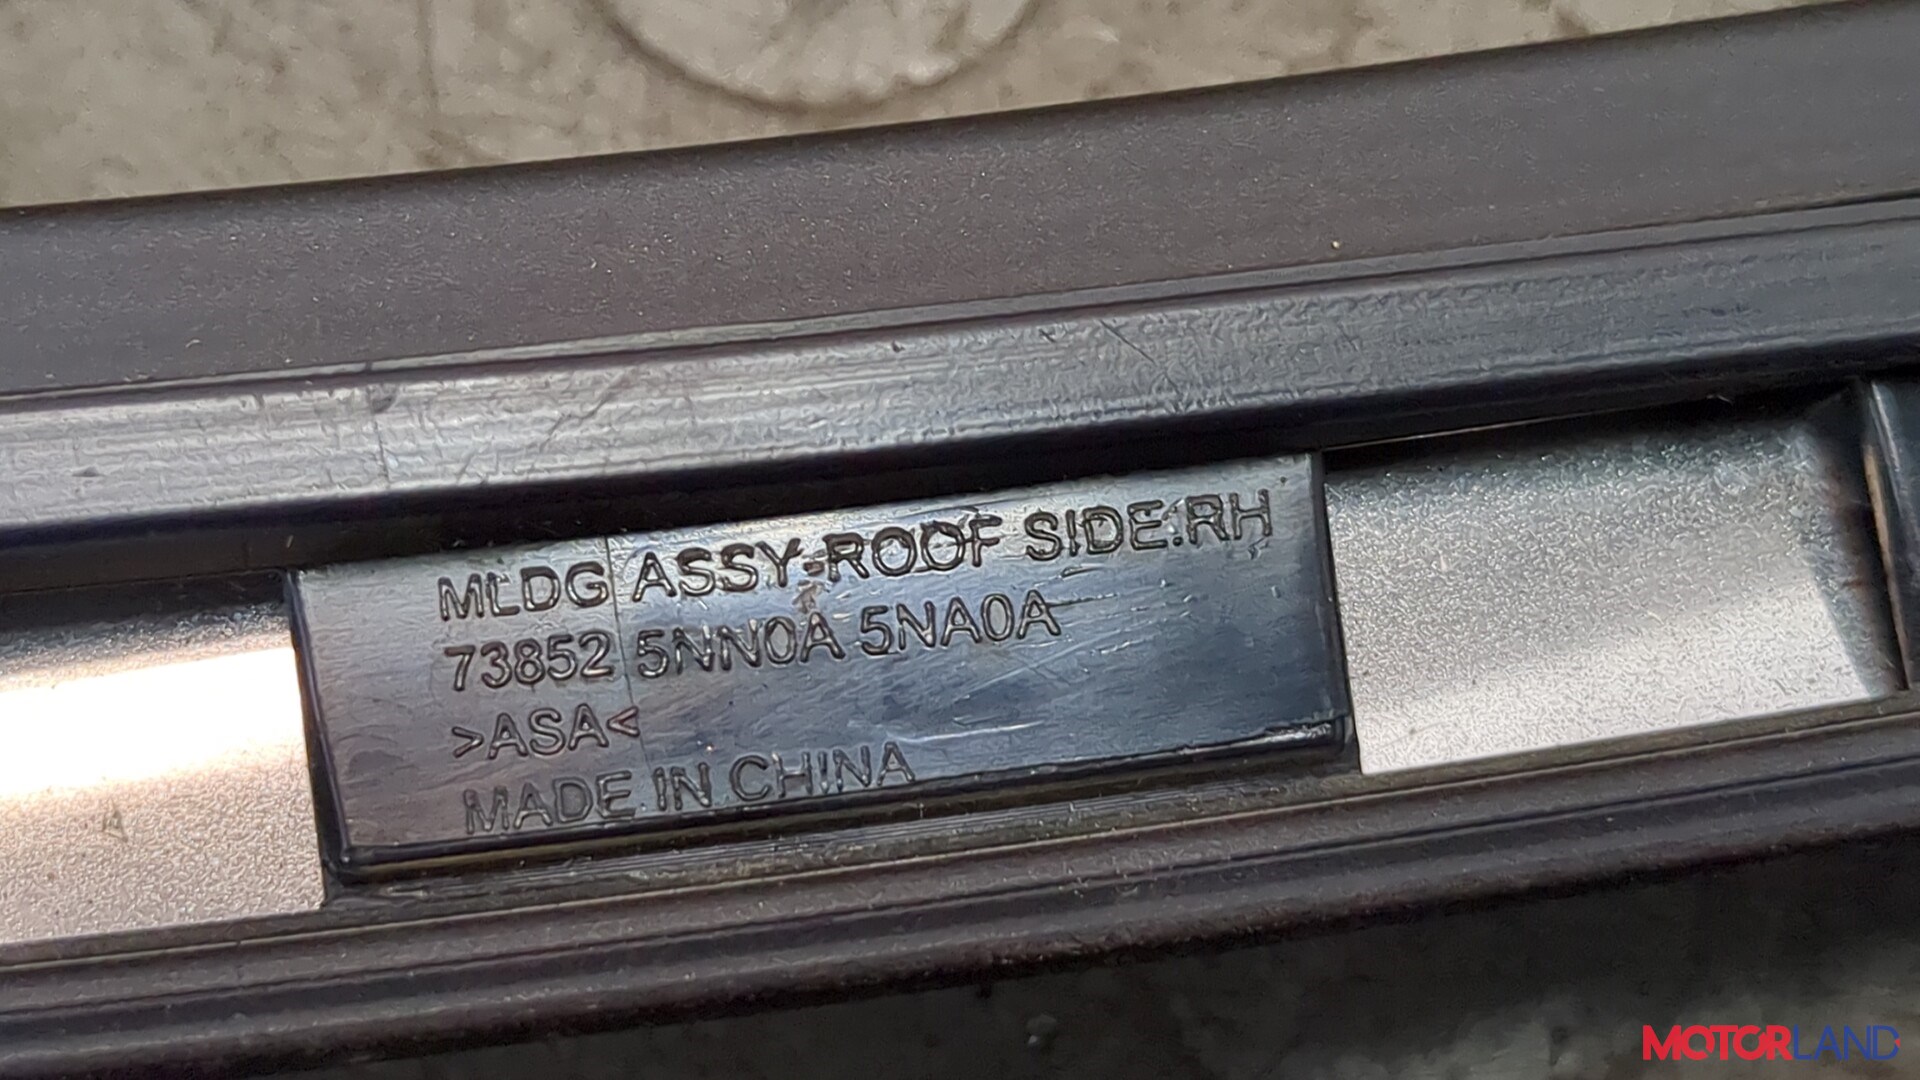 MLDG ASSY-ROOF SIDE.RH
73852 5NN0A 5NA0A
>ASA<
MADE IN CHINA
MOTORLAND